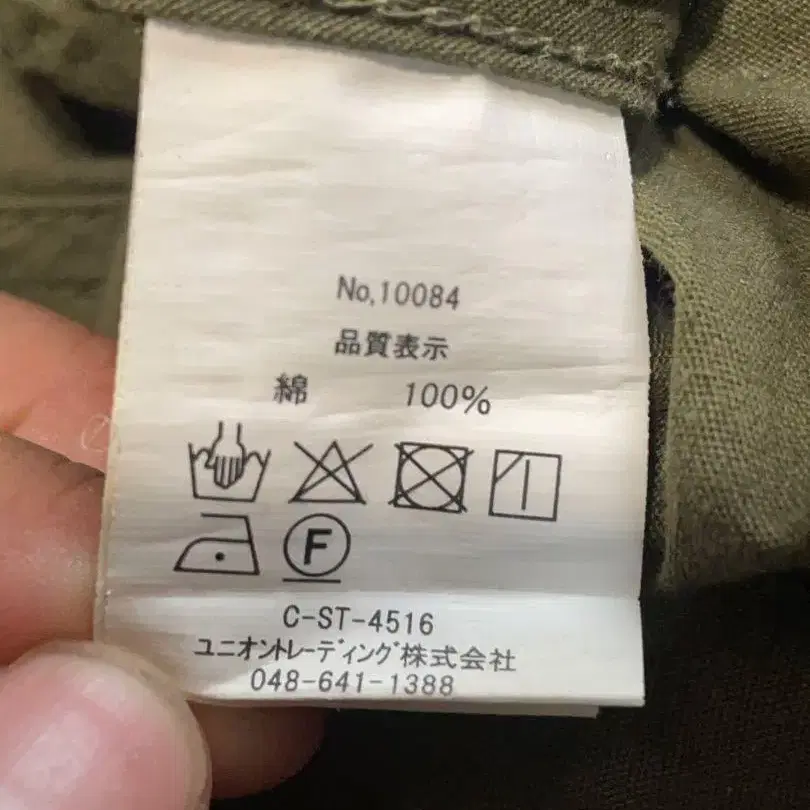 No,10084
品質表示
綿 100%
F
C-ST-4516
ユニオントレーディング株式会社
048-641-1388